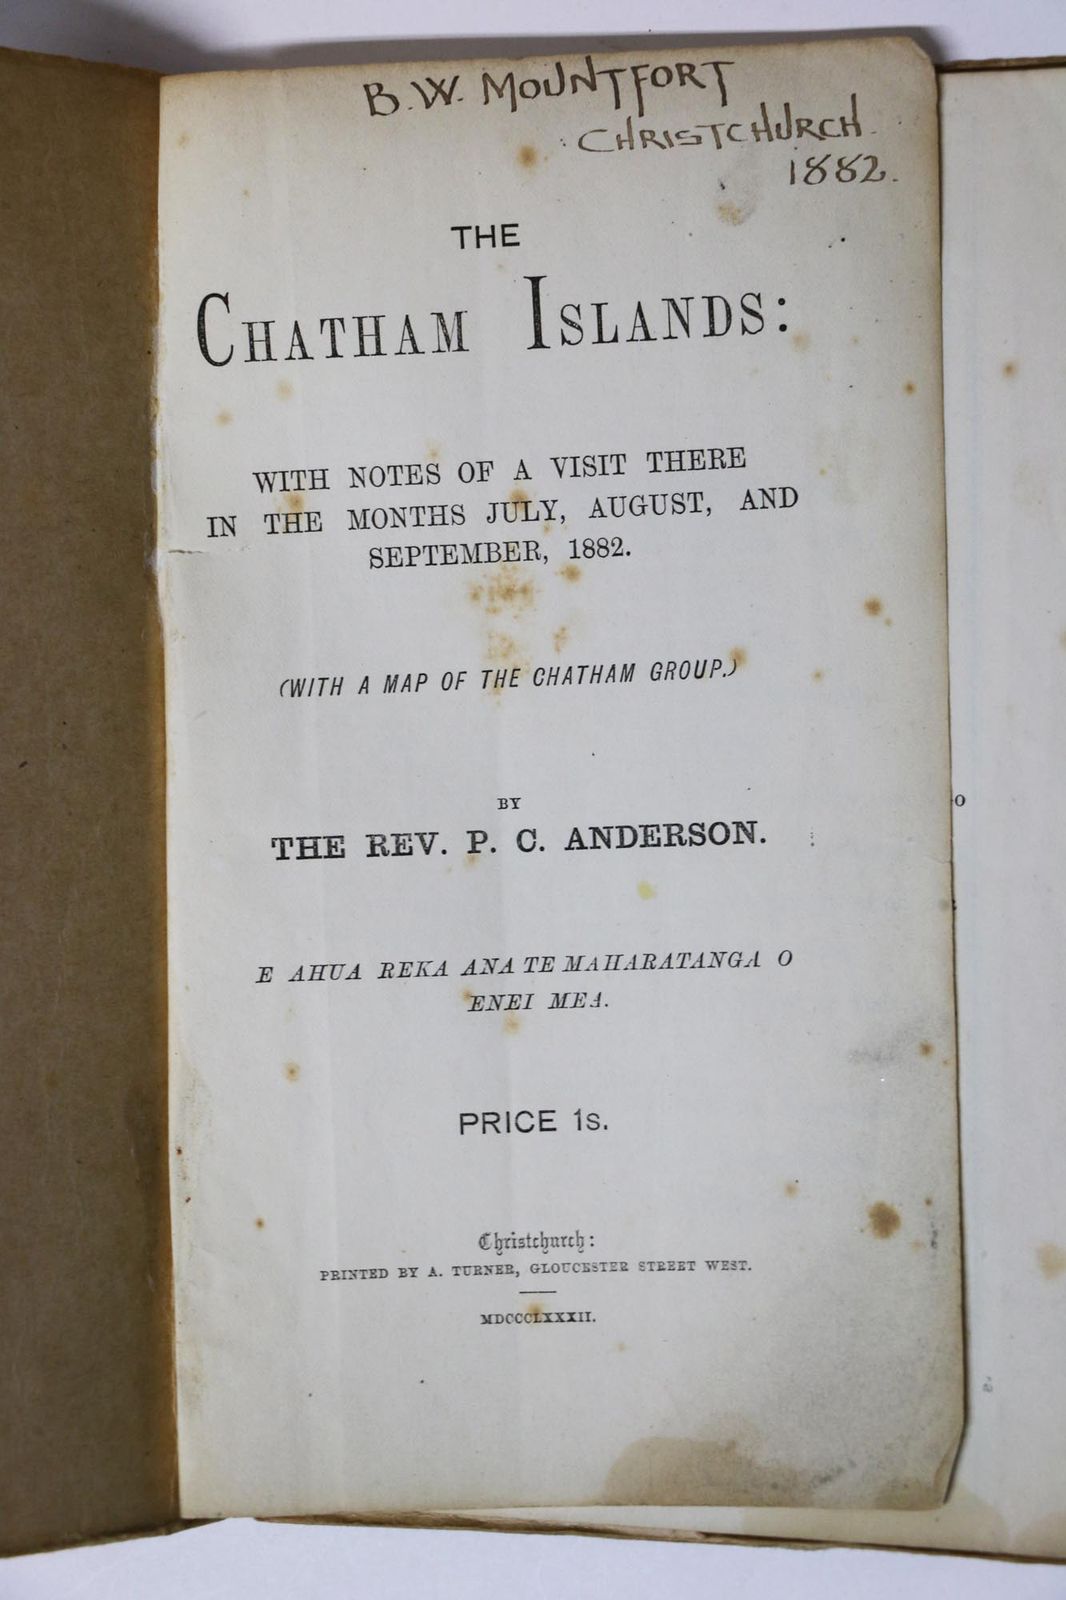 B. W. MOUNTFORT
CHRISTCHURCH
1882.
THE
CHATHAM ISLANDS:
WITH NOTES OF A VISIT THERE
IN THE MONTHS JULY, AUGUST, AND
SEPTEMBER, 1882.
(WITH A MAP OF THE CHATHAM GROUP.)
BY
THE REV. P. C. ANDERSON.
E AHUA REKA ANA TE MAHARATANGA O
ENEI MEA.
PRICE 1s.
Christchurch:
PRINTED BY A. TURNER, GLOUCESTER STREET WEST.
MDCCCLXXXII.